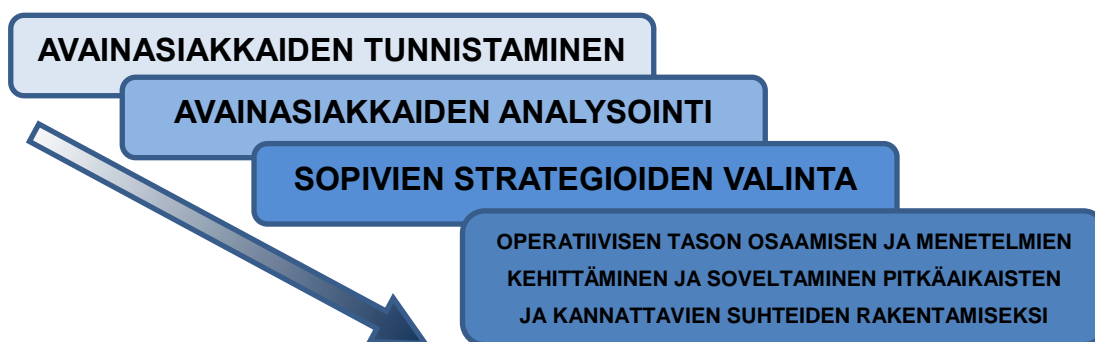 AVAINASIAKKAIDEN TUNNISTAMINEN
AVAINASIAKKAIDEN ANALYSOINTI
SOPIVIEN STRATEGIOIDEN VALINTA
OPERATIIVISEN TASON OSAAMISEN JA MENETELMIEN
KEHITTÄMINEN JA SOVELTAMINEN PITKÄAIKAISTEN
JA KANNATTAVIEN SUHTEIDEN RAKENTAMISEKSI